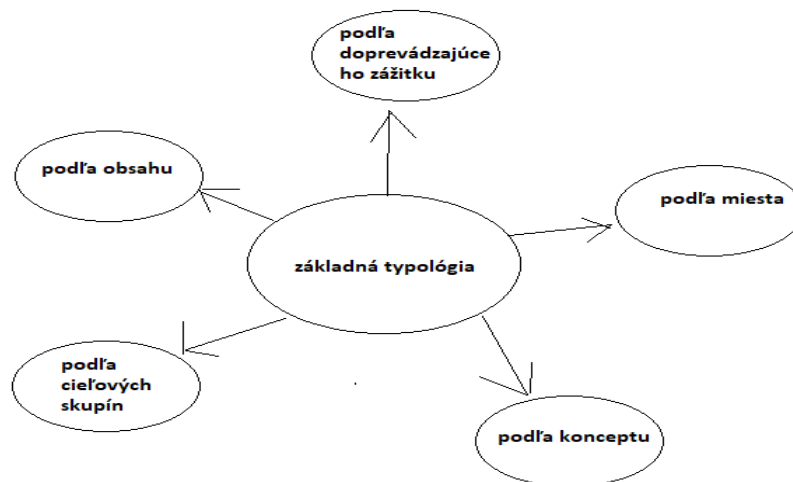 podľa
doprevádzajúce
ho zážitku
podľa obsahu
podľa miesta
základná typológia
podľa
cieľových
skupín
podľa konceptu